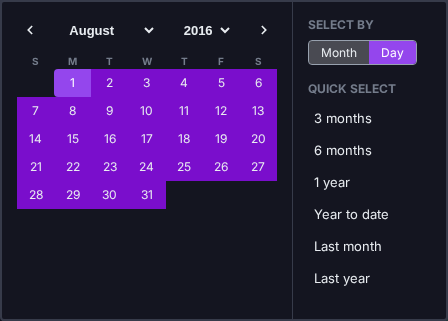 August 2016
S M T W T F S
1 2 3 4 5 6
7 8 9 10 11 12 13
14 15 16 17 18 19 20
21 22 23 24 25 26 27
28 29 30 31
SELECT BY
Month Day
QUICK SELECT
3 months
6 months
1 year
Year to date
Last month
Last year